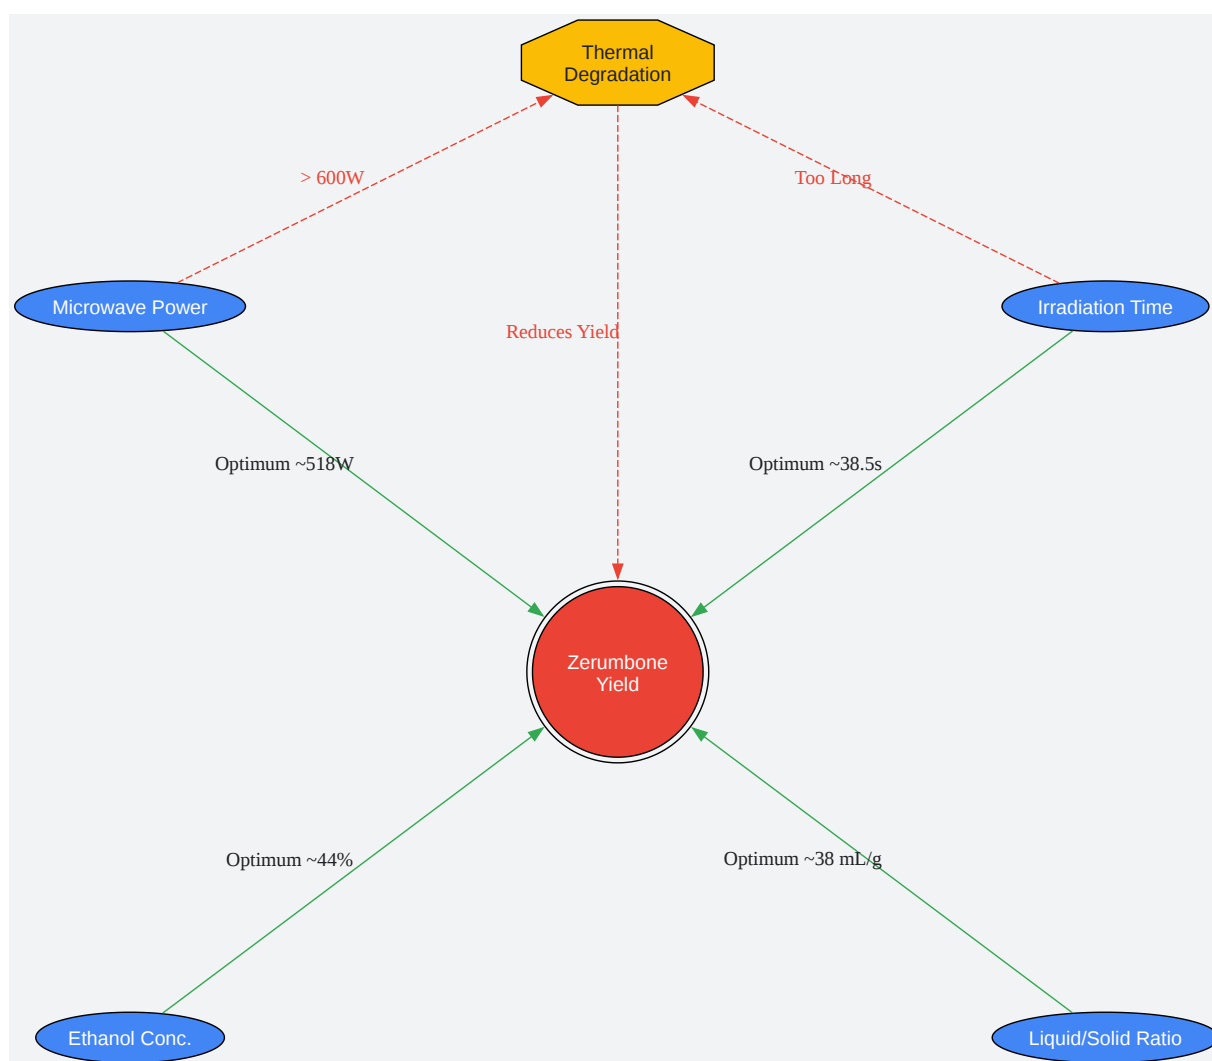 Thermal
Degradation
> 600W
Too Long
Microwave Power
Irradiation Time
Reduces Yield
Optimum ~518W
Optimum ~38.5s
Zerumbone
Yield
Optimum ~44%
Optimum ~38 mL/g
Ethanol Conc.
Liquid/Solid Ratio